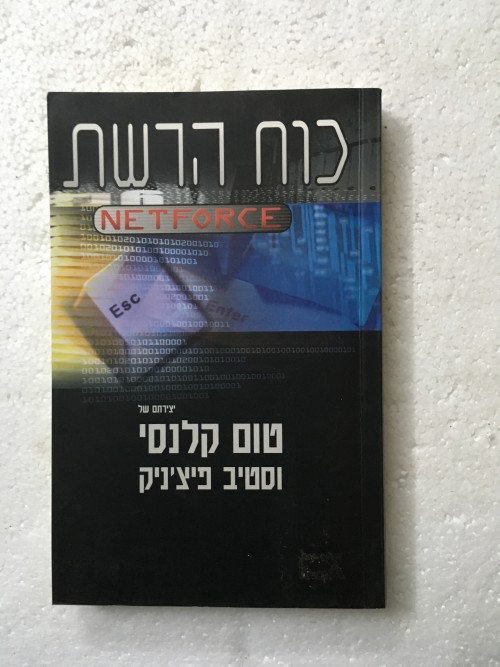 כוח הרשת
NETFORCE
Esc
Enter
יצירתם של
טום קלנסי
וסטיב פיצ'ניק